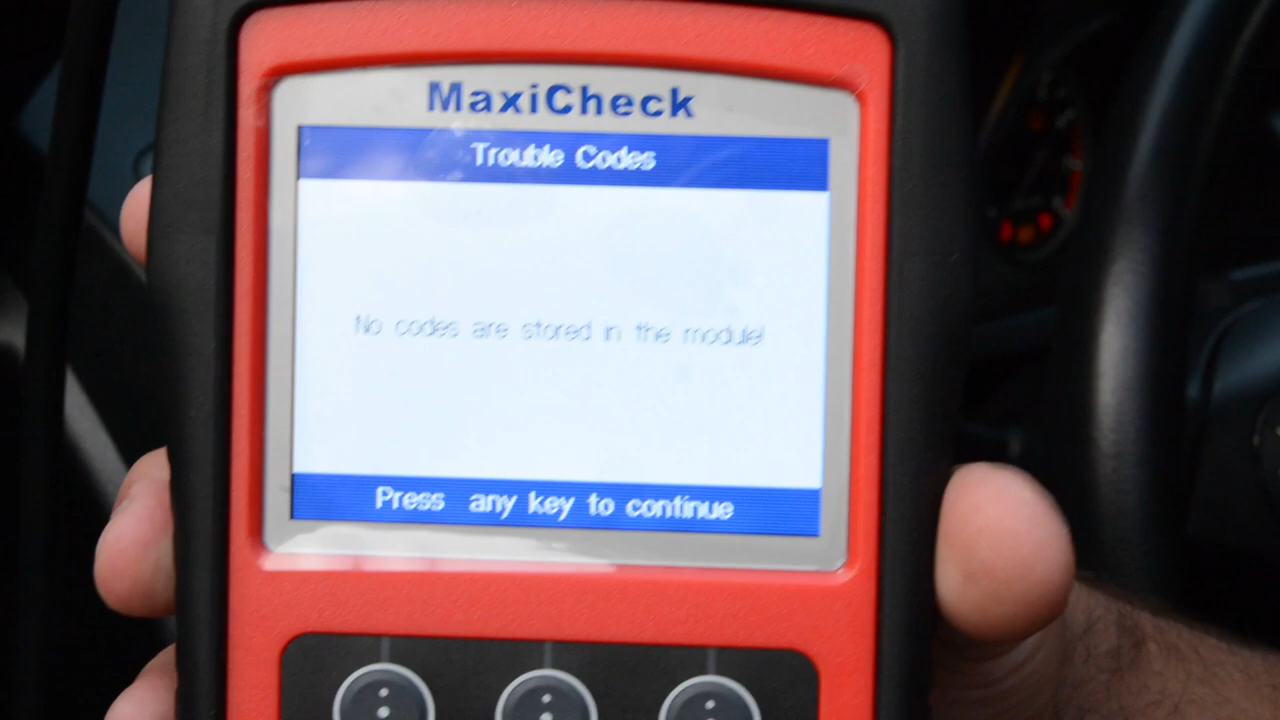 MaxiCheck
Trouble Codes
No codes are stored in the module!
Press any key to continue